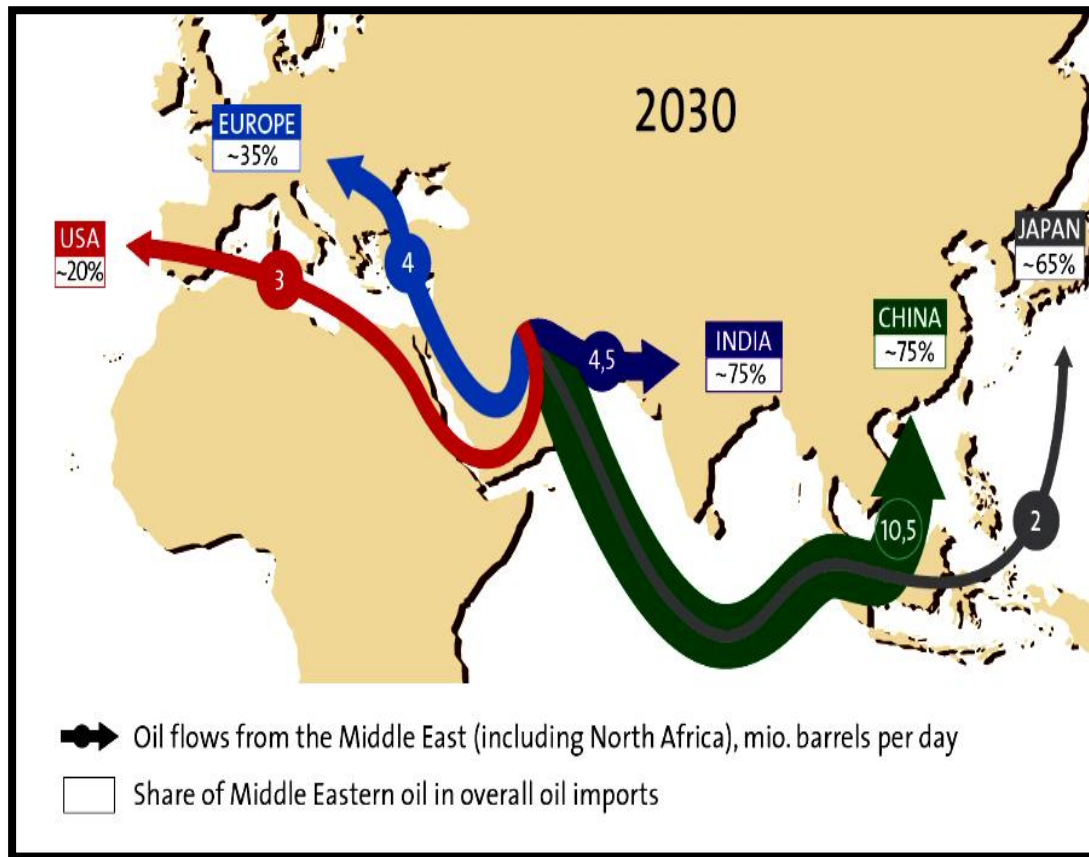 2030
EUROPE
~35%
USA
~20%
3
4
4,5
INDIA
~75%
CHINA
~75%
JAPAN
~65%
10,5
2
Oil flows from the Middle East (including North Africa), mio. barrels per day
Share of Middle Eastern oil in overall oil imports